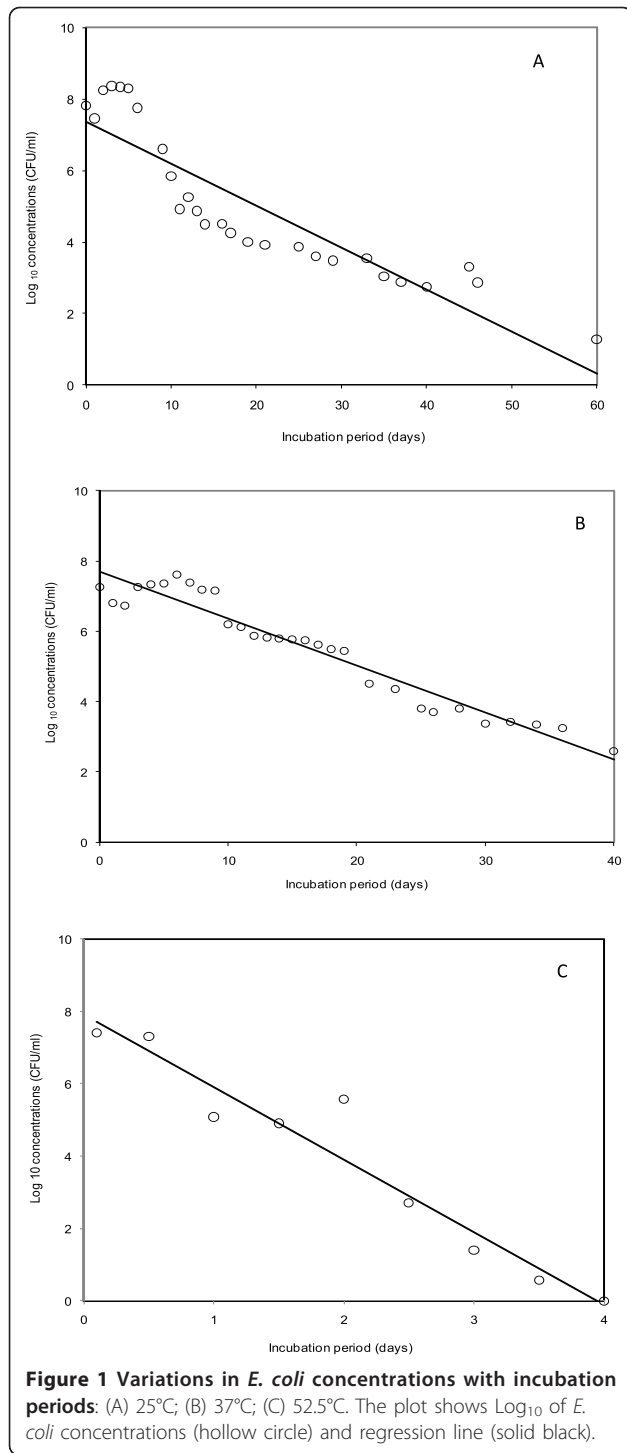 10
A
8
6
4
2
0
Log 10 concentrations (CFU/ml)
0 10 20 30 40 50 60
Incubation period (days)
10
B
8
6
4
2
0
Log 10 concentrations (CFU/ml)
0 10 20 30 40
Incubation period (days)
10
C
8
6
4
2
0
Log 10 concentrations (CFU/ml)
0 1 2 3 4
Incubation period (days)
Figure 1 Variations in E. coli concentrations with incubation
periods: (A) 25°C; (B) 37°C; (C) 52.5°C. The plot shows Log10 of E.
coli concentrations (hollow circle) and regression line (solid black).